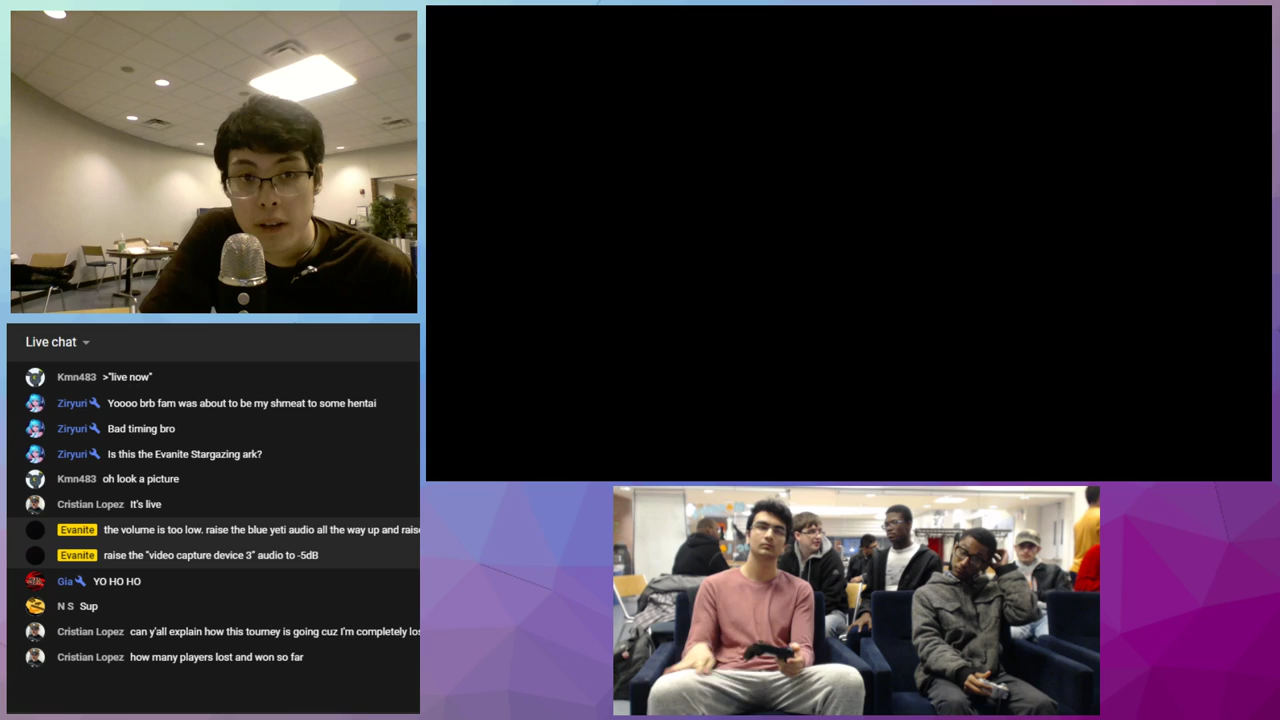 Live chat
Kmn483 >"live now"
Ziryuri Yoooo brb fam was about to be my shmeat to some hentai
Ziryuri Bad timing bro
Ziryuri Is this the Evanite Stargazing ark?
Kmn483 oh look a picture
Cristian Lopez It's live
Evanite the volume is too low. raise the blue yeti audio all the way up and raise
Evanite raise the "video capture device 3" audio to -5dB
Gia YO HO HO
N S Sup
Cristian Lopez can y'all explain how this tourney is going cuz I'm completely los
Cristian Lopez how many players lost and won so far